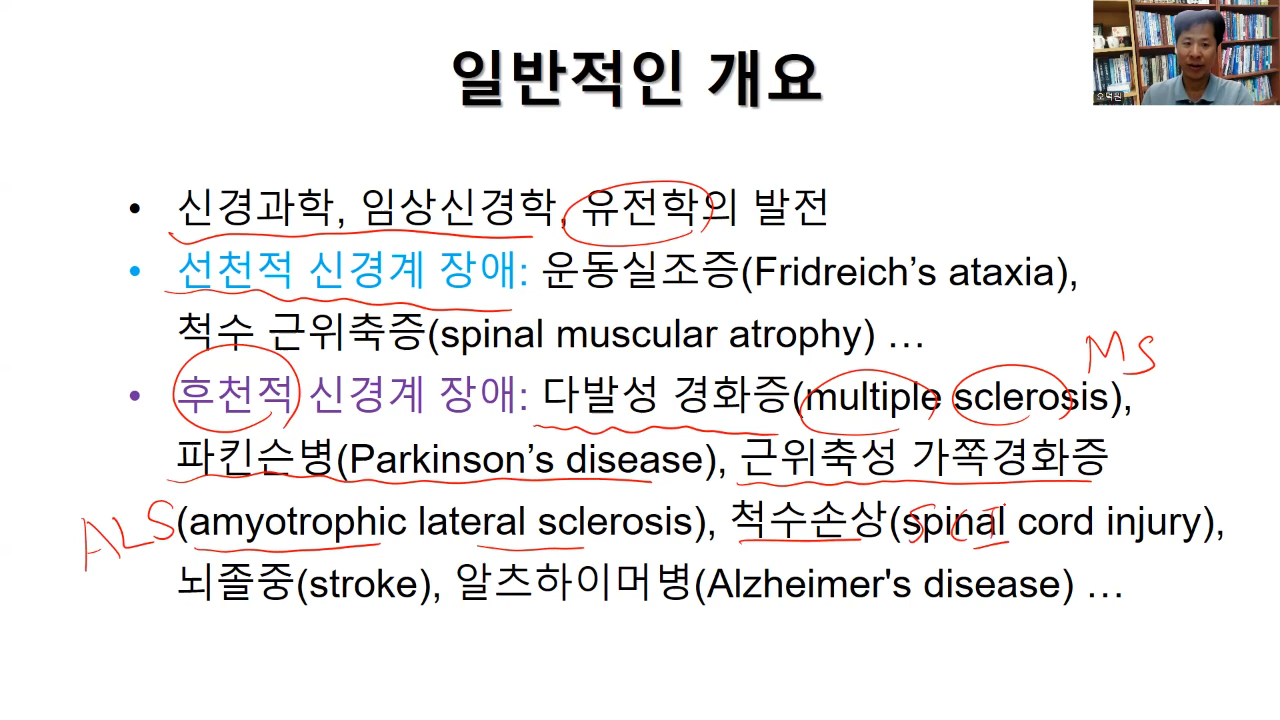 일반적인 개요
오덕원
• 신경과학, 임상신경학, 유전학의 발전
• 선천적 신경계 장애: 운동실조증(Fridreich’s ataxia),
척수 근위축증(spinal muscular atrophy) …
MS
• 후천적 신경계 장애: 다발성 경화증(multiple sclerosis),
파킨슨병(Parkinson’s disease), 근위축성 가쪽경화증
ALS
(amyotrophic lateral sclerosis), 척수손상(spinal cord injury),
S C I
뇌졸중(stroke), 알츠하이머병(Alzheimer's disease) …